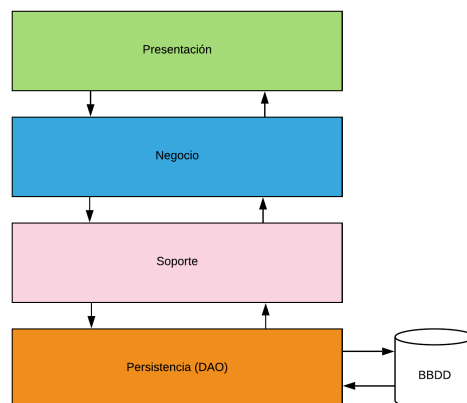 Presentación
Negocio
Soporte
Persistencia (DAO)
BBDD